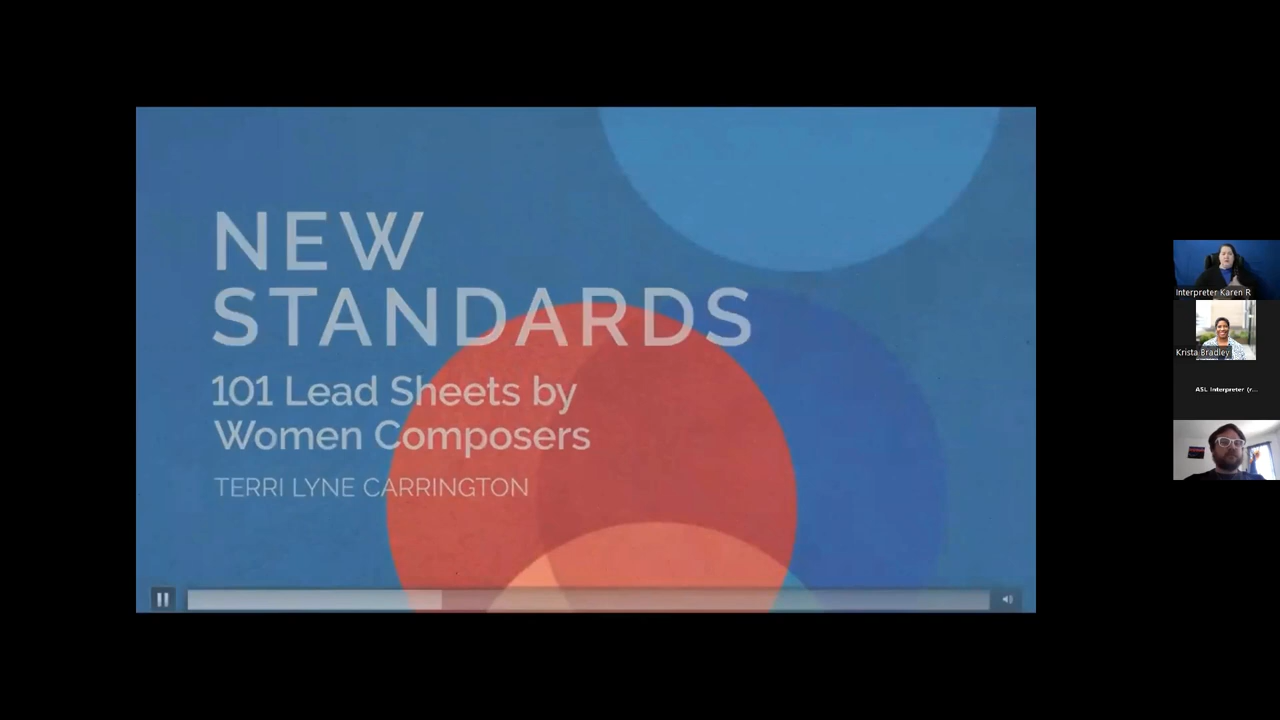 NEW
STANDARDS
101 Lead Sheets by
Women Composers
TERRI LYNE CARRINGTON
Interpreter Karen R
Krista Bradley
ASL Interpreter (r...